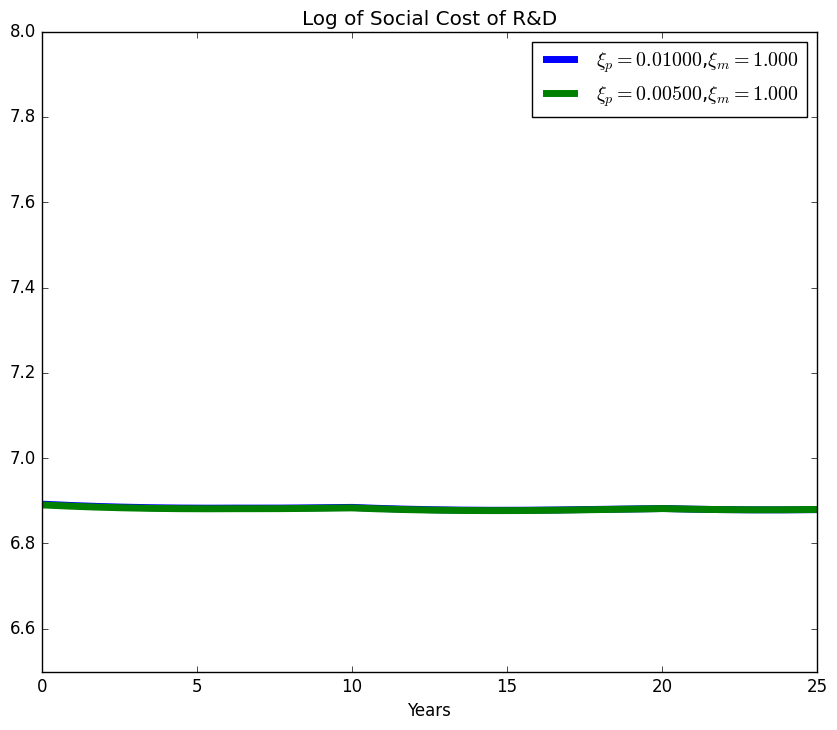 Log of Social Cost of R&D
8.0
7.8
7.6
7.4
7.2
7.0
6.8
6.6
ξₚ = 0.01000,ξₘ = 1.000
ξₚ = 0.00500,ξₘ = 1.000
0 5 10 15 20 25
Years